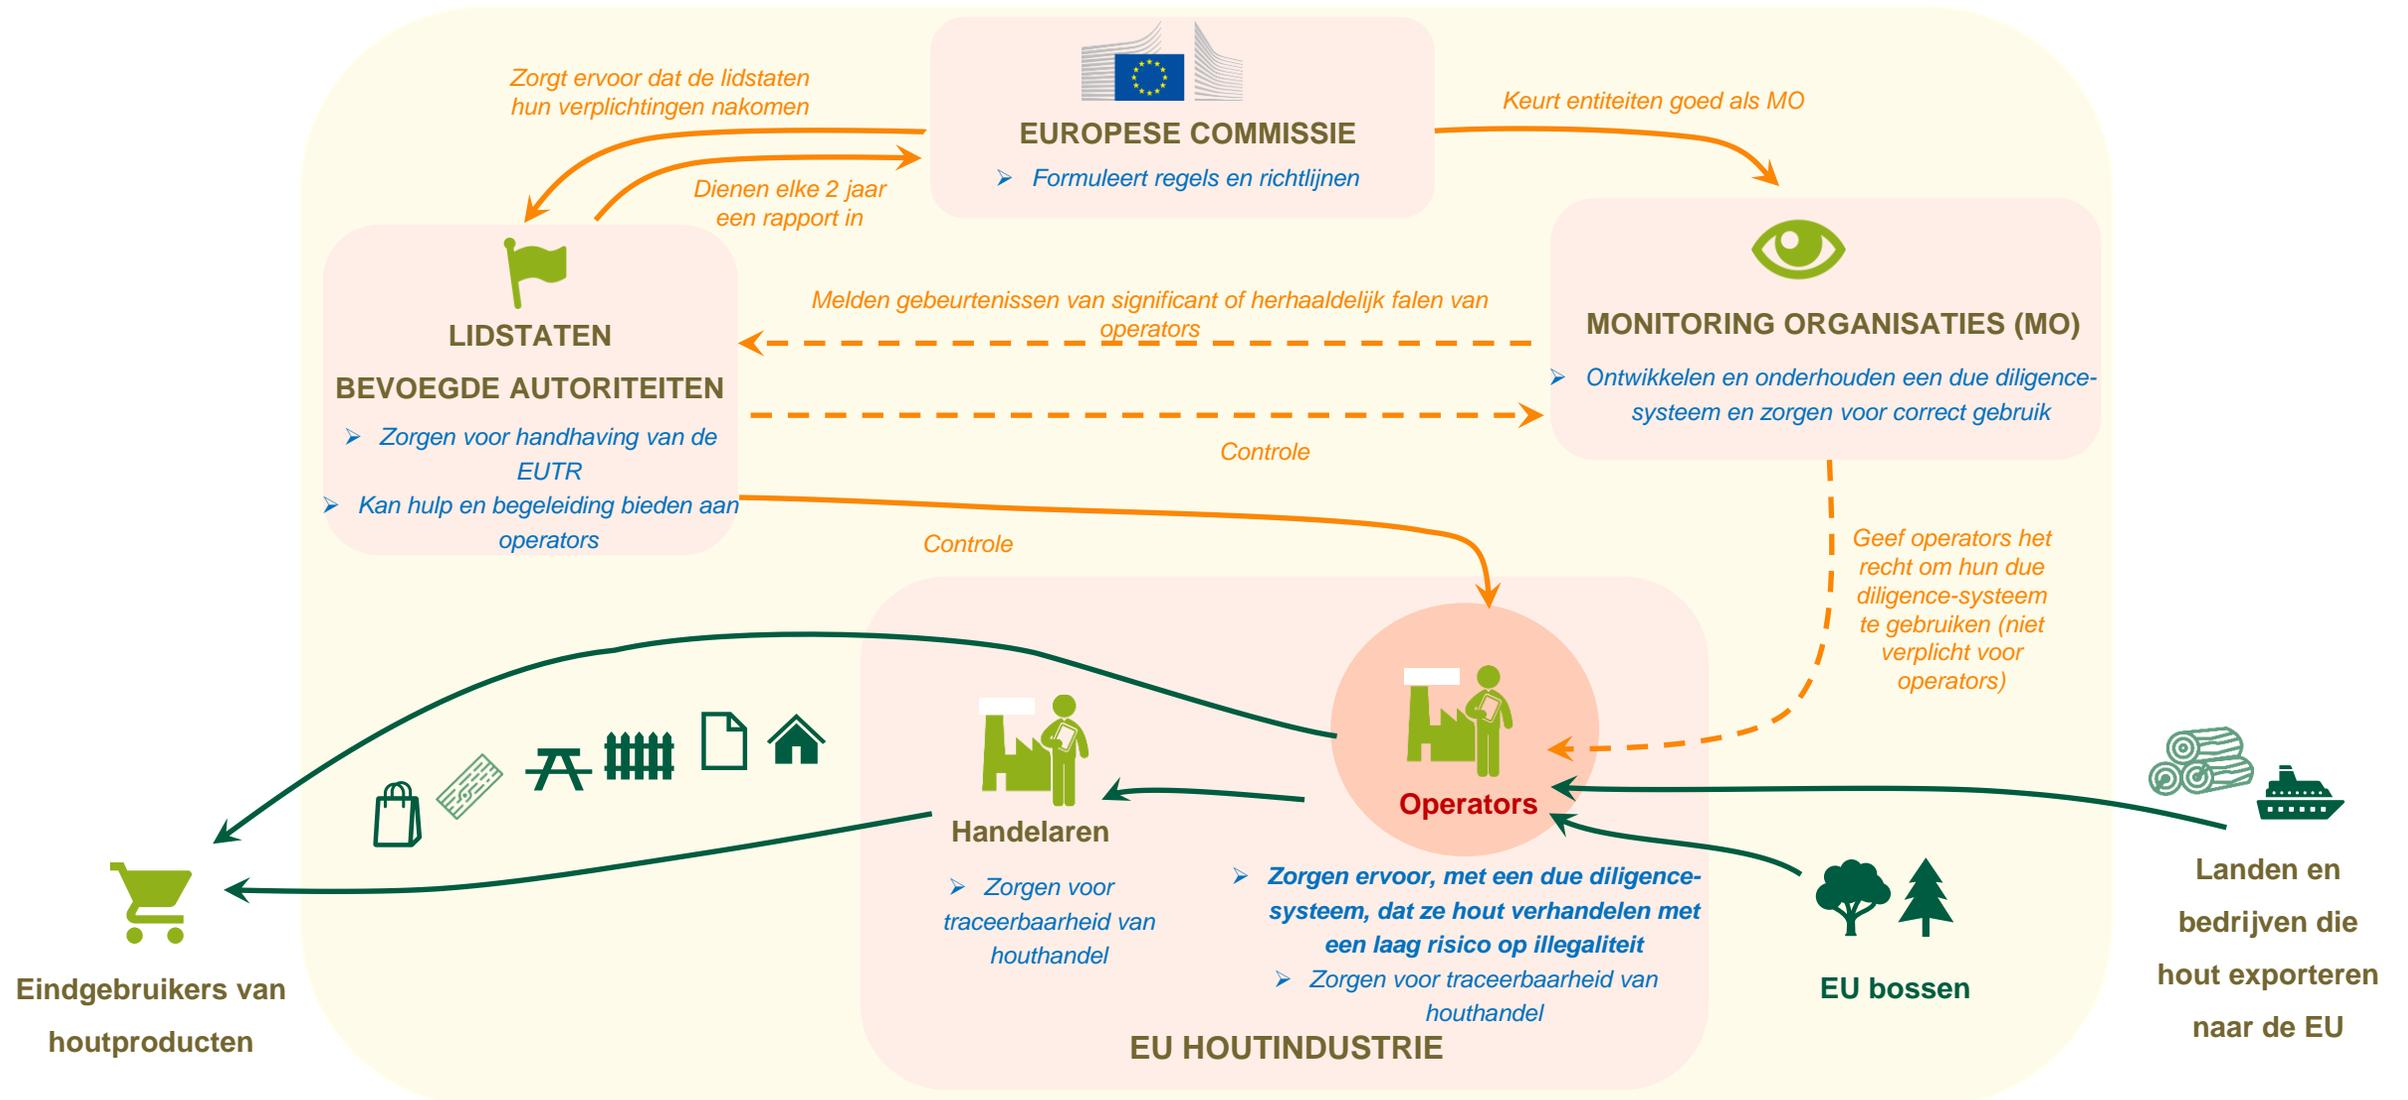 Zorgt ervoor dat de lidstaten
hun verplichtingen nakomen
EUROPESE COMMISSIE
➢ Formuleert regels en richtlijnen
Keurt entiteiten goed als MO
Dienen elke 2 jaar
een rapport in
LIDSTATEN
BEVOEGDE AUTORITEITEN
➢ Zorgen voor handhaving van de
EUTR
➢ Kan hulp en begeleiding bieden aan
operators
Melden gebeurtenissen van significant of herhaaldelijk falen van
operators
MONITORING ORGANISATIES (MO)
➢ Ontwikkelen en onderhouden een due diligence-
systeem en zorgen voor correct gebruik
Controle
Controle
Geef operators het
recht om hun due
diligence-systeem
te gebruiken (niet
verplicht voor
operators)
Handelaren
➢ Zorgen voor
traceerbaarheid van
houthandel
Operators
➢ Zorgen ervoor, met een due diligence-
systeem, dat ze hout verhandelen met
een laag risico op illegaliteit
➢ Zorgen voor traceerbaarheid van
houthandel
EU HOUTINDUSTRIE
EU bossen
Landen en
bedrijven die
hout exporteren
naar de EU
Eindgebruikers van
houtproducten